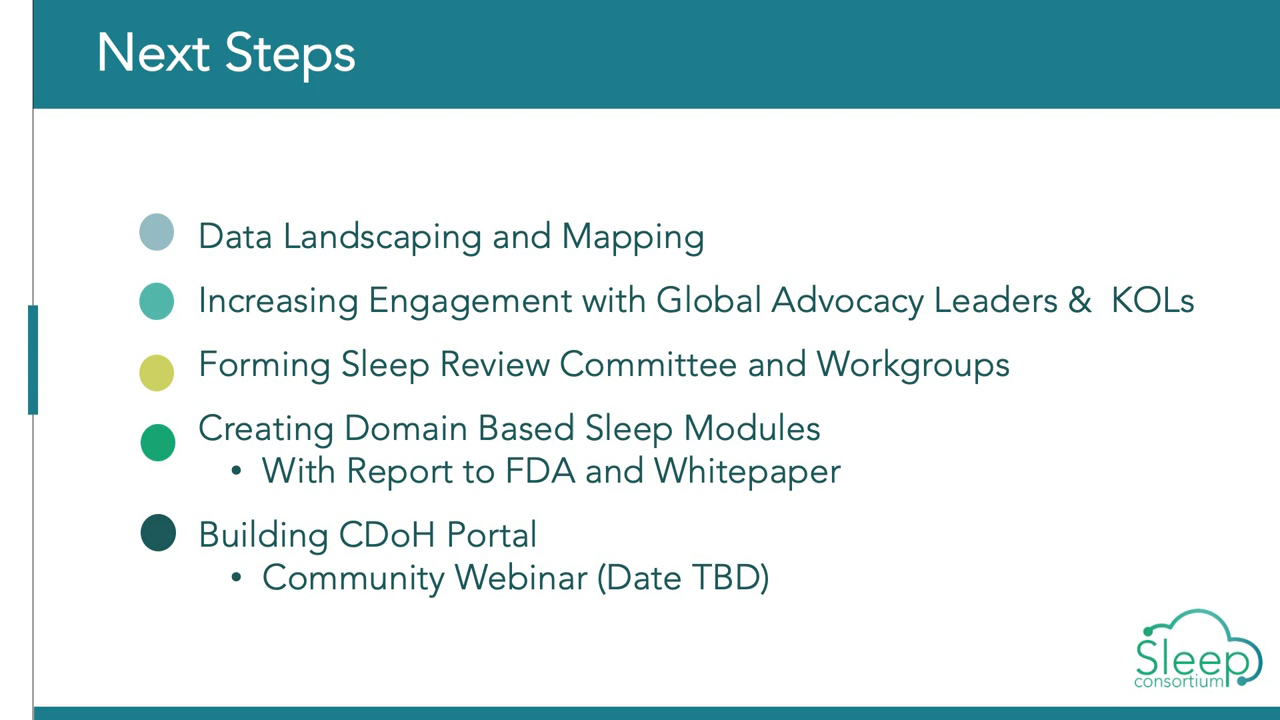 Next Steps
Data Landscaping and Mapping
Increasing Engagement with Global Advocacy Leaders & KOLs
Forming Sleep Review Committee and Workgroups
Creating Domain Based Sleep Modules
• With Report to FDA and Whitepaper
Building CDoH Portal
• Community Webinar (Date TBD)
Sleep
consortium